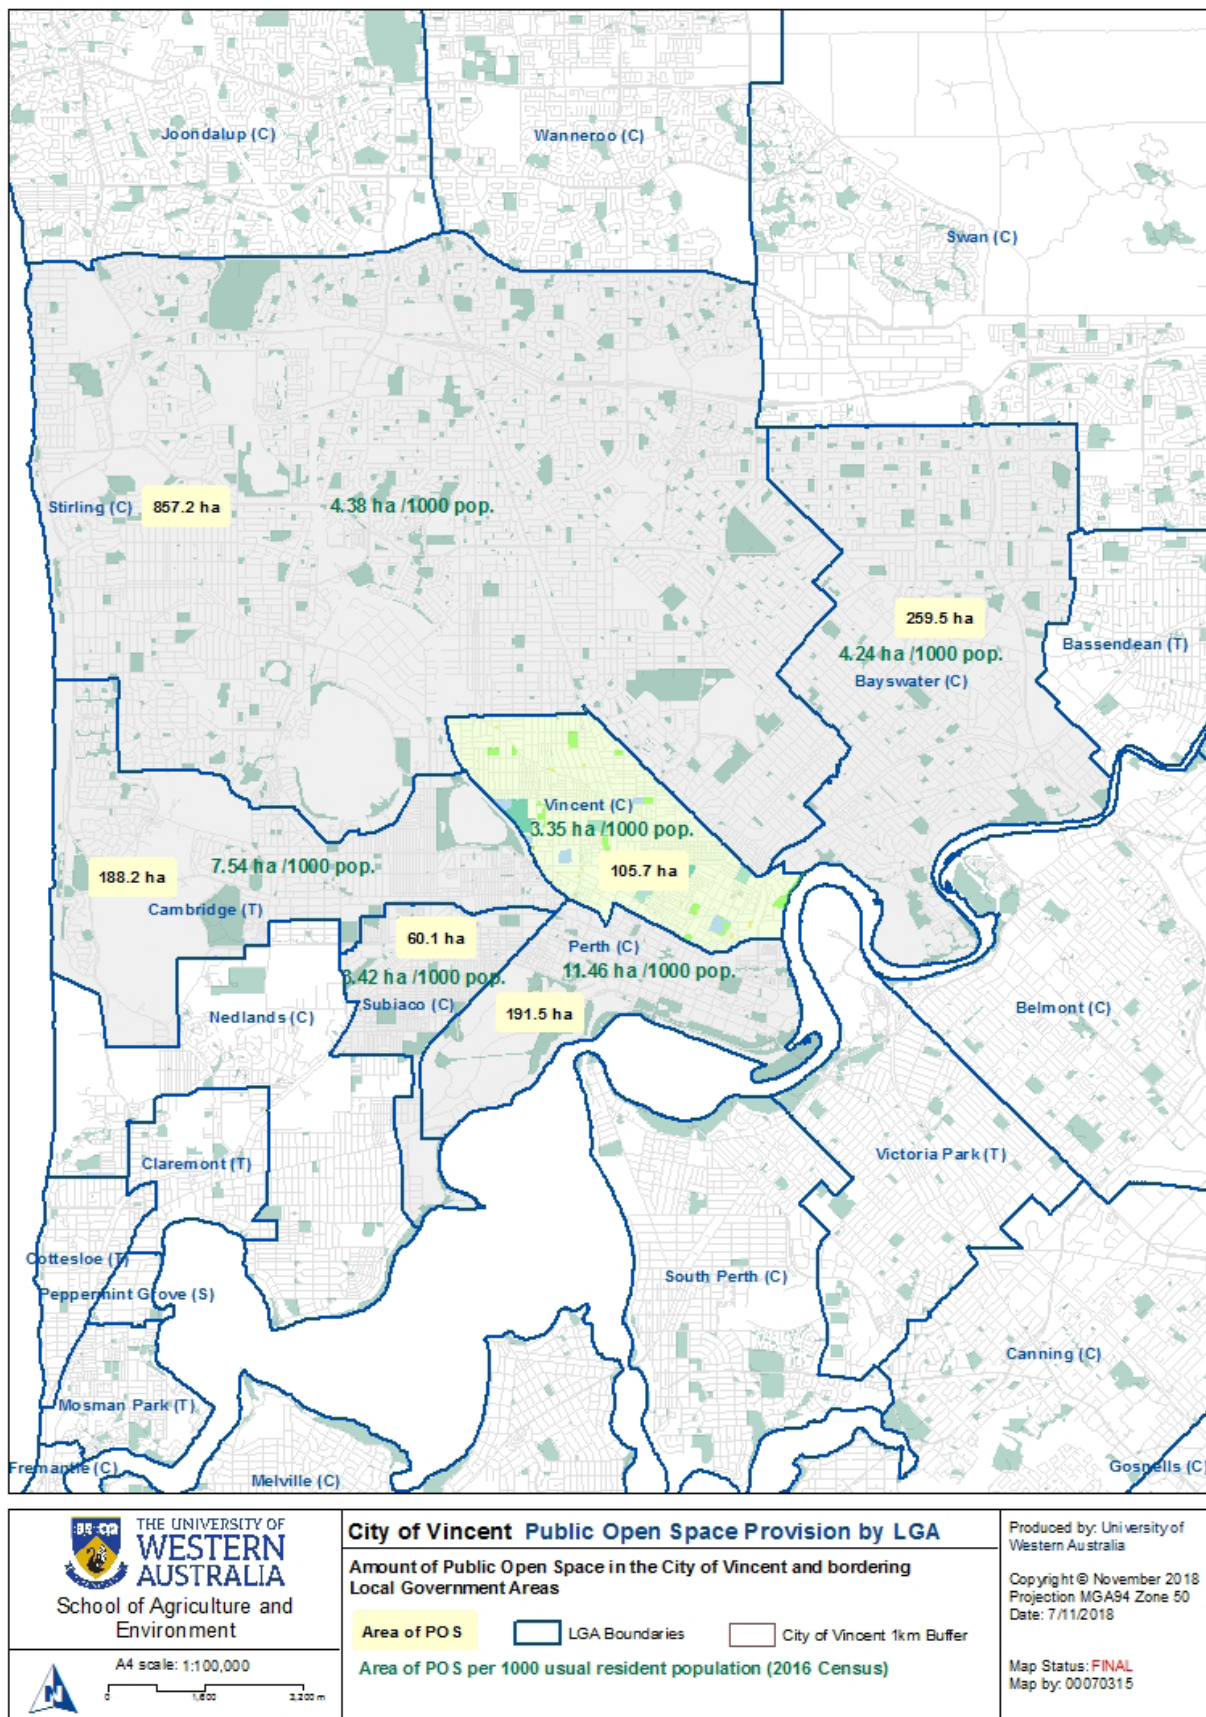 Joondalup (C)
Wanneroo (C)
Swan (C)
Stirling (C)
857.2 ha
4.38 ha /1000 pop.
259.5 ha
4.24 ha /1000 pop.
Bayswater (C)
Bassendean (T)
Vincent (C)
3.35 ha /1000 pop.
105.7 ha
7.54 ha /1000 pop.
188.2 ha
Cambridge (T)
60.1 ha
Perth (C)
11.46 ha /1000 pop.
.42 ha /1000 pop.
Subiaco (C)
191.5 ha
Nedlands (C)
Belmont (C)
Claremont (T)
Victoria Park (T)
Cottesloe (T)
Peppermint Grove (S)
South Perth (C)
Canning (C)
Mosman Park (T)
Fremantle (C)
Melville (C)
Gosnells (C)
THE UNIVERSITY OF
WESTERN
AUSTRALIA
School of Agriculture and
Environment
A4 scale: 1:100,000
N
0 1,600 3,200 m
City of Vincent Public Open Space Provision by LGA
Amount of Public Open Space in the City of Vincent and bordering
Local Government Areas
Area of POS
LGA Boundaries
City of Vincent 1km Buffer
Area of POS per 1000 usual resident population (2016 Census)
Produced by: University of
Western Australia
Copyright © November 2018
Projection MGA94 Zone 50
Date: 7/11/2018
Map Status: FINAL
Map by: 00070315